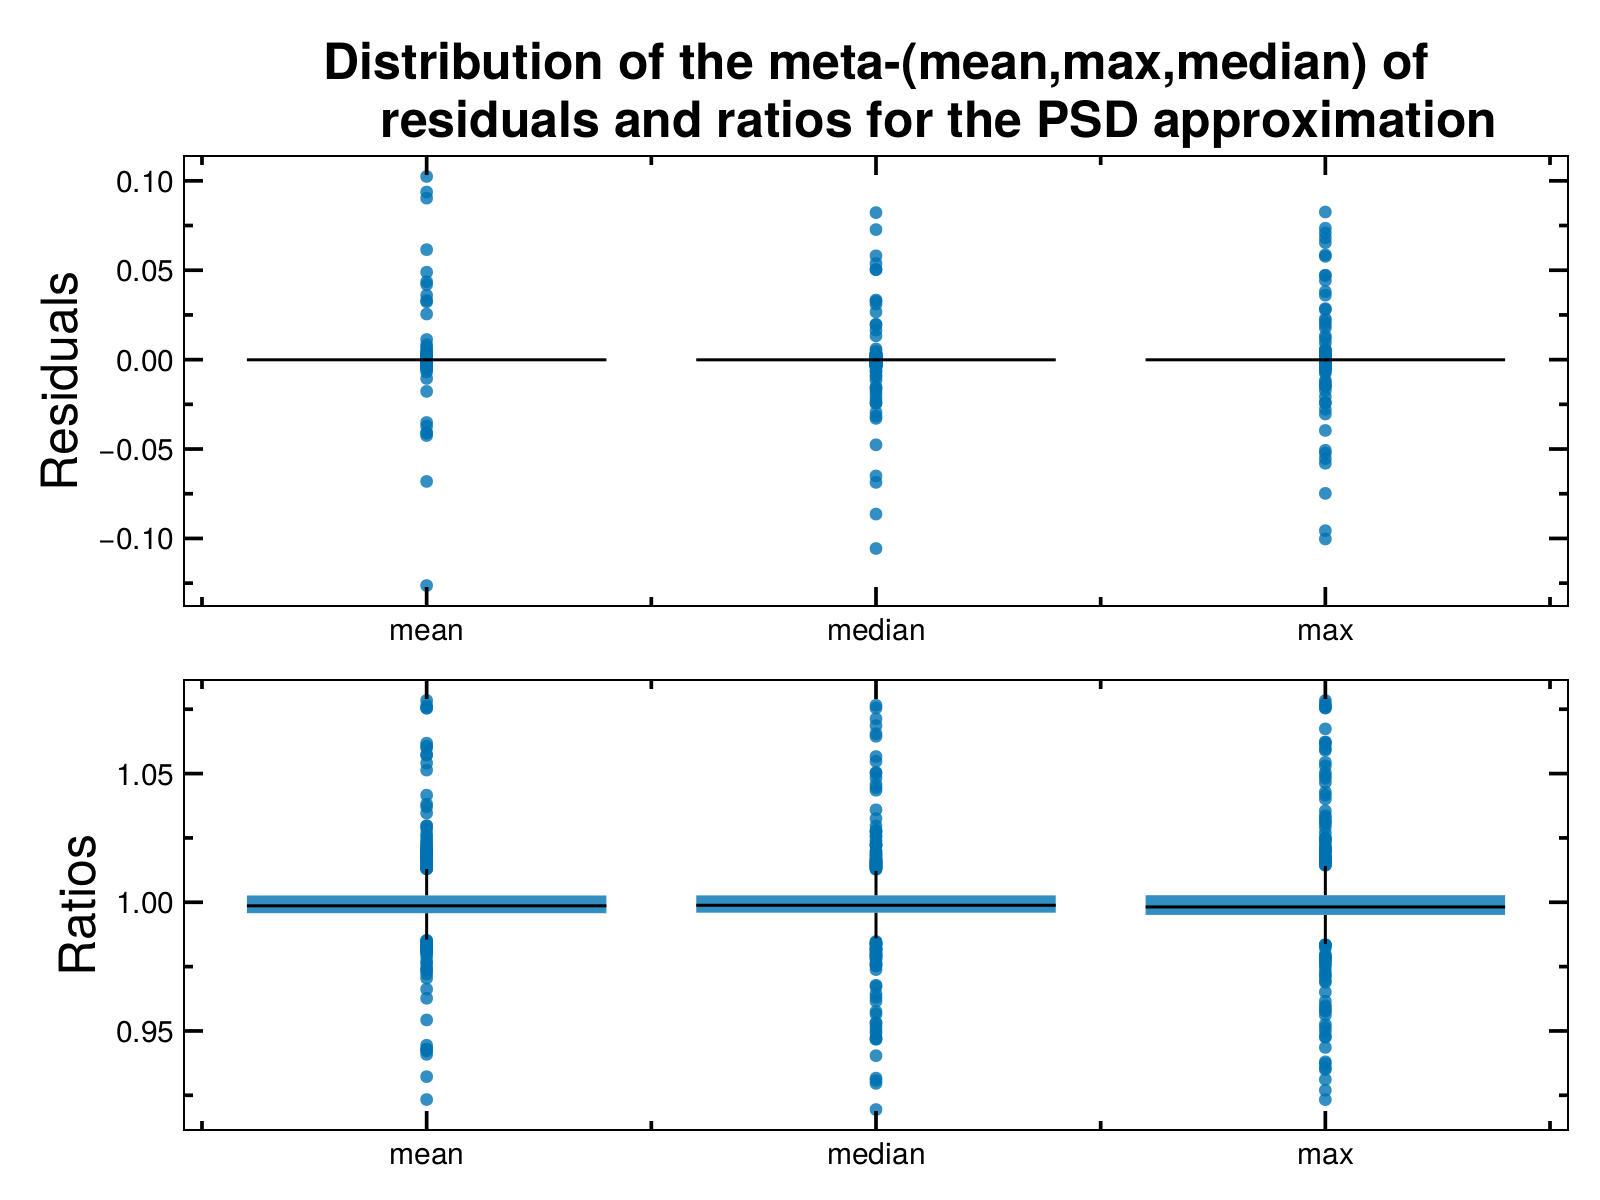 Distribution of the meta-(mean,max,median) of
residuals and ratios for the PSD approximation
Residuals
0.10
0.05
0.00
−0.05
−0.10
mean median max
Ratios
1.05
1.00
0.95
mean median max